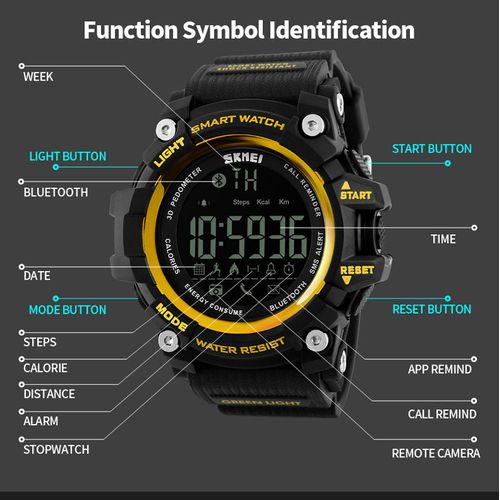 Function Symbol Identification
WEEK
LIGHT BUTTON
BLUETOOTH
DATE
MODE BUTTON
STEPS
CALORIE
DISTANCE
ALARM
STOPWATCH
START BUTTON
TIME
RESET BUTTON
APP REMIND
CALL REMIND
REMOTE CAMERA
SMART WATCH
LIGHT
SKMEI
3D PEDOMETER
CALL REMINDER
TH
Steps Kcal Km
START
10:5936
CALORIES
SMS ALERT
RESET
ENERGY CONSUME
BLUETOOTH
MODE
WATER RESIST
GREEN LIGHT